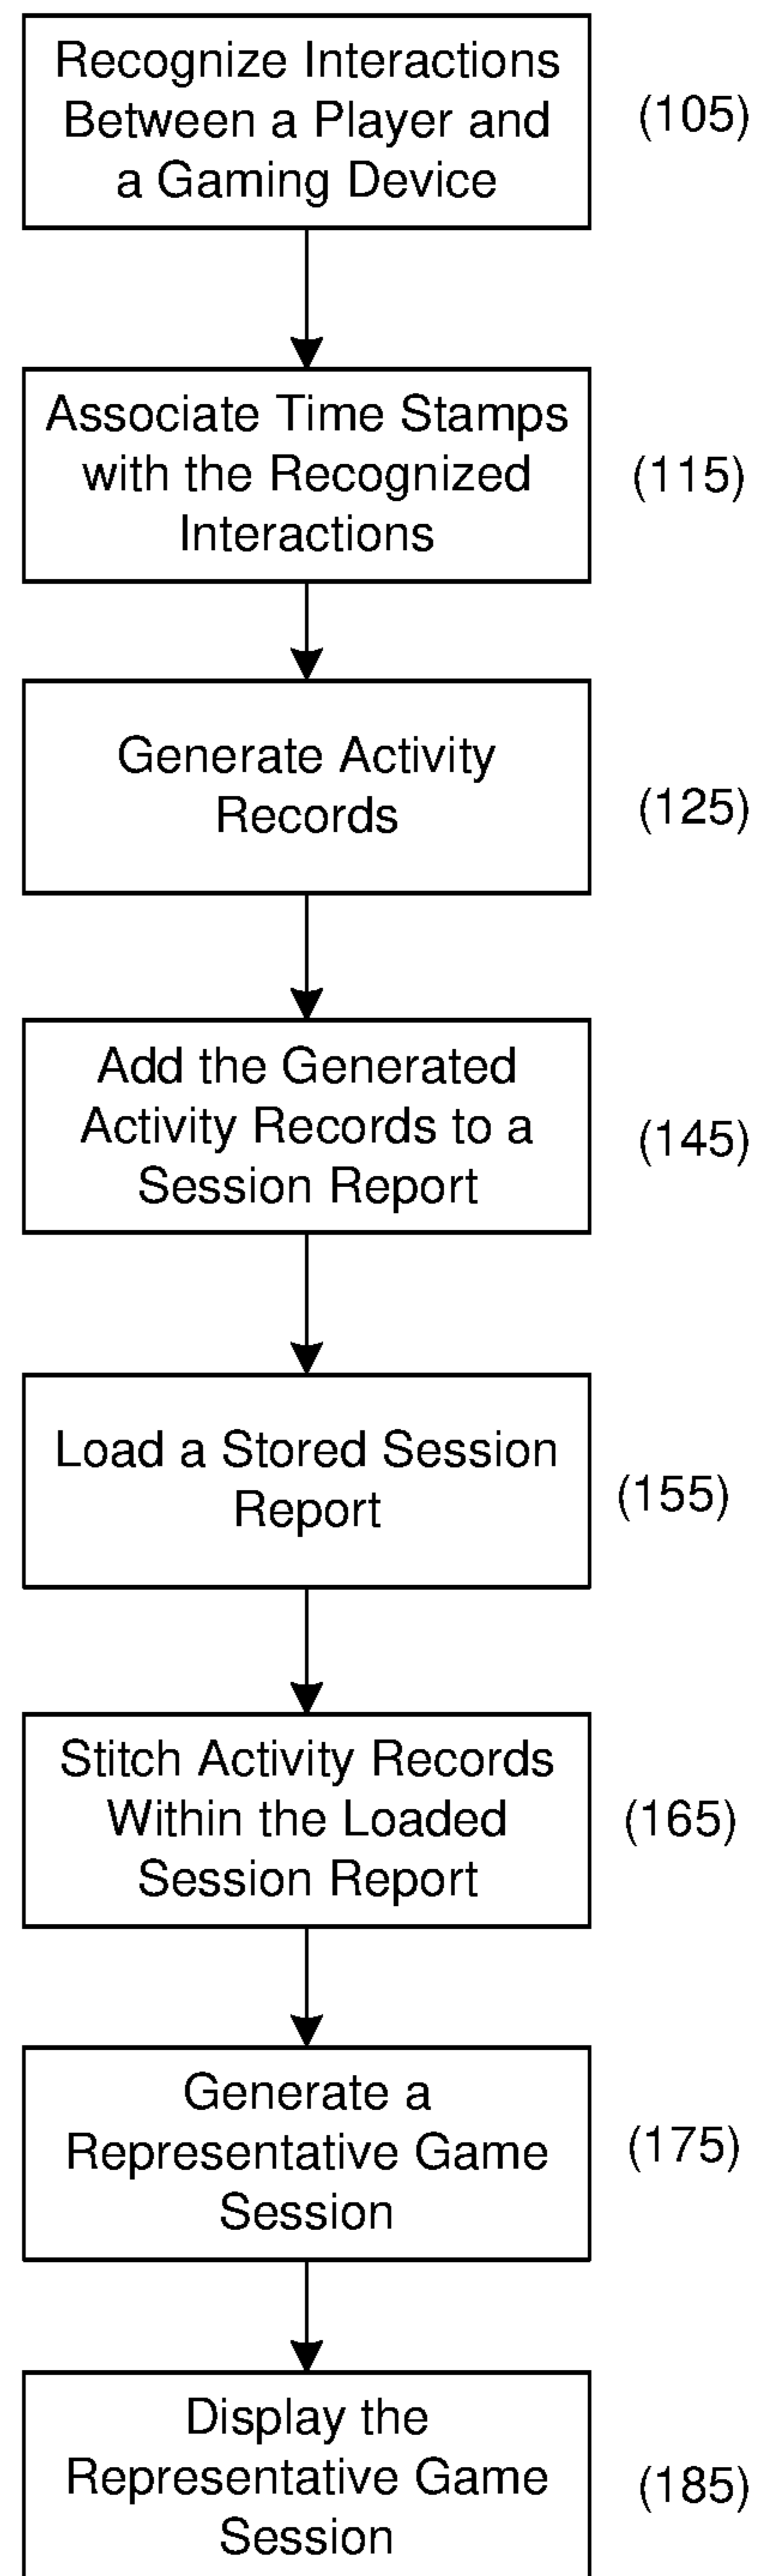 Recognize Interactions
Between a Player and
a Gaming Device
(105)
Associate Time Stamps
with the Recognized
Interactions
(115)
Generate Activity
Records
(125)
Add the Generated
Activity Records to a
Session Report
(145)
Load a Stored Session
Report
(155)
Stitch Activity Records
Within the Loaded
Session Report
(165)
Generate a
Representative Game
Session
(175)
Display the
Representative Game
Session
(185)